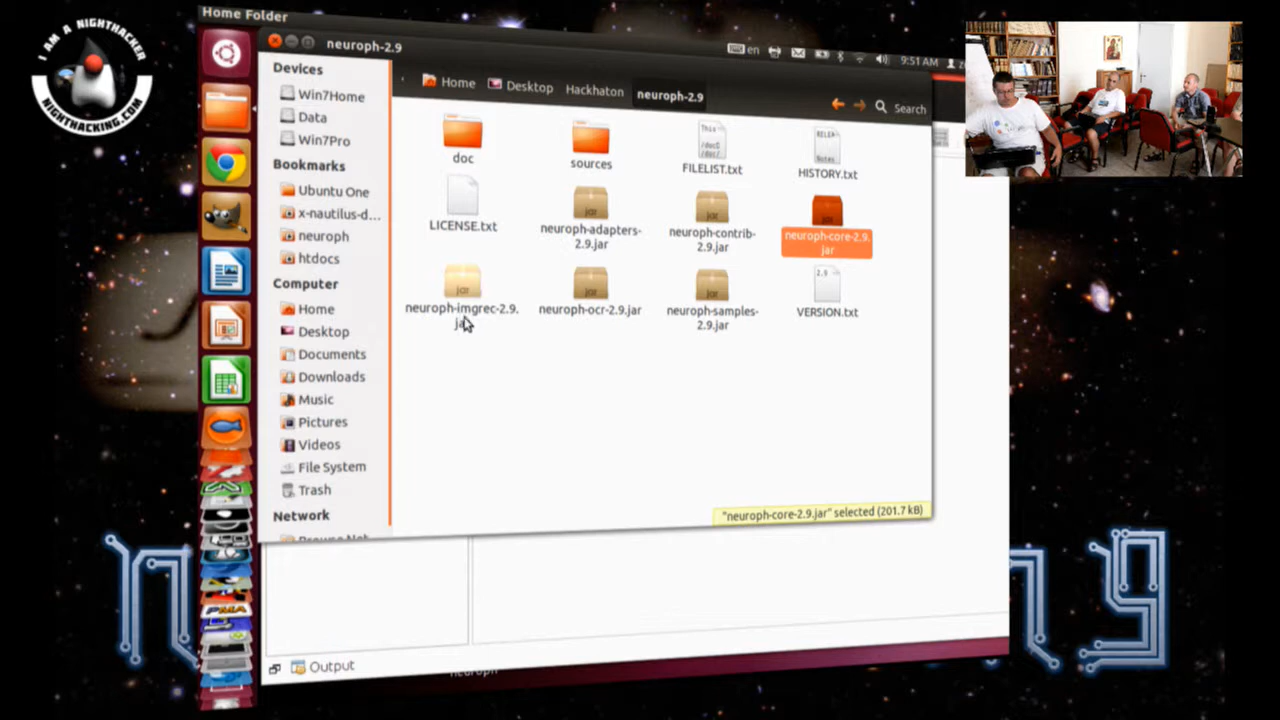 I AM A NIGHTHACKER
NIGHTHACKING.COM
Home Folder
neuroph-2.9
en
9:51 AM
Devices
Win7Home
Data
Win7Pro
Bookmarks
Ubuntu One
x-nautilus-d...
neuroph
htdocs
Computer
Home
Desktop
Documents
Downloads
Music
Pictures
Videos
File System
Trash
Network
Home
Desktop
Hackhaton
neuroph-2.9
Search
doc
sources
FILELIST.txt
HISTORY.txt
LICENSE.txt
neuroph-adapters-
2.9.jar
neuroph-contrib-
2.9.jar
neuroph-core-2.9.
jar
neuroph-imgrec-2.9.
neuroph-ocr-2.9.jar
neuroph-samples-
2.9.jar
VERSION.txt
"neuroph-core-2.9.jar" selected (201.7 kB)
Output